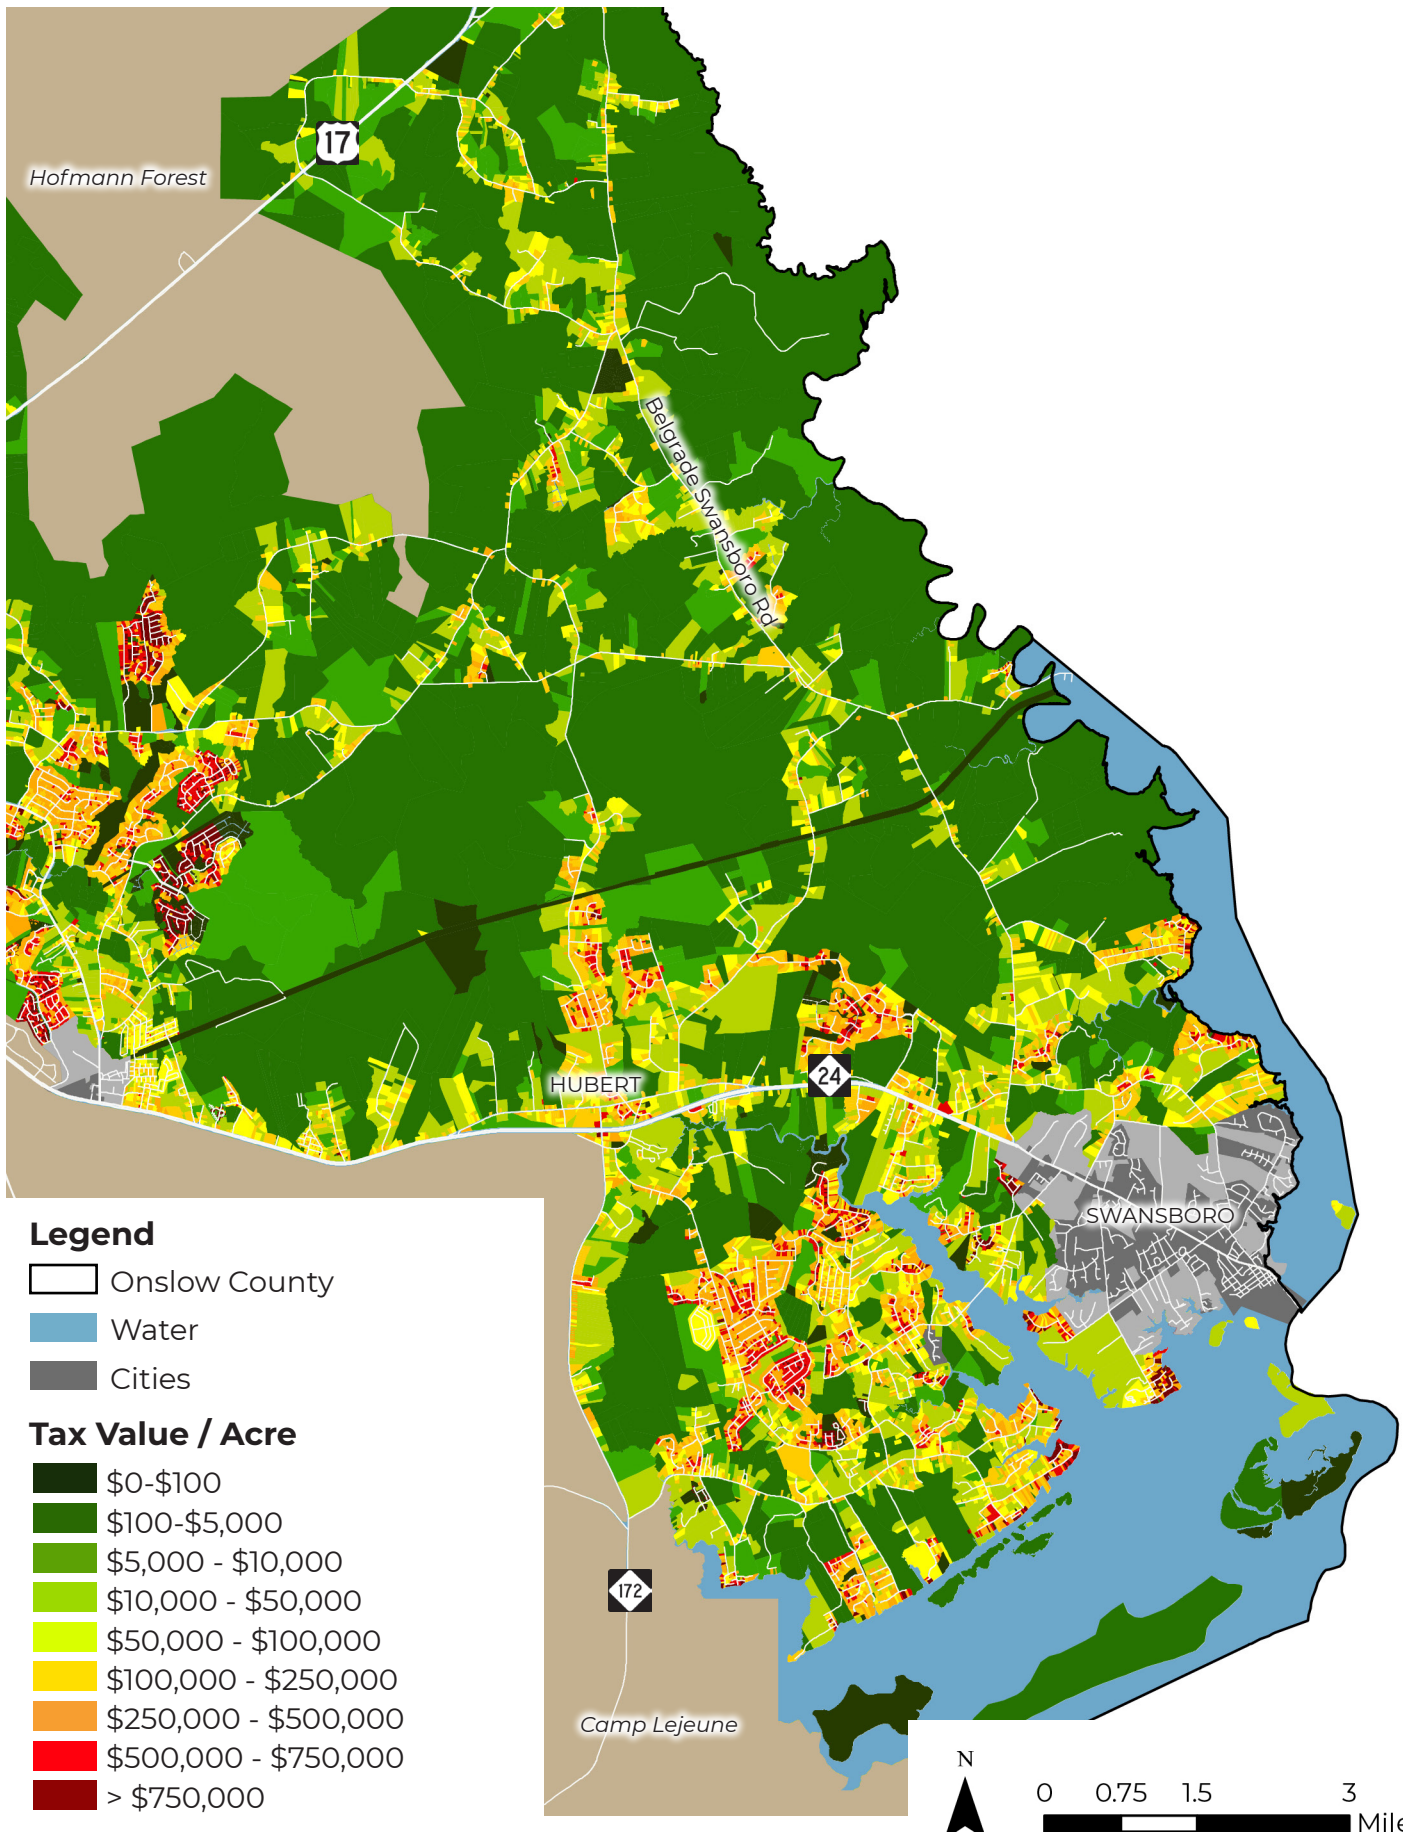 17
Hofmann Forest
Belgrade Swansboro Rd
24
HUBERT
SWANSBORO
Legend
Onslow County
Water
Cities
Tax Value / Acre
$0-$100
$100-$5,000
$5,000 - $10,000
$10,000 - $50,000
$50,000 - $100,000
$100,000 - $250,000
$250,000 - $500,000
$500,000 - $750,000
> $750,000
172
Camp Lejeune
N
0 0.75 1.5 3
Mile